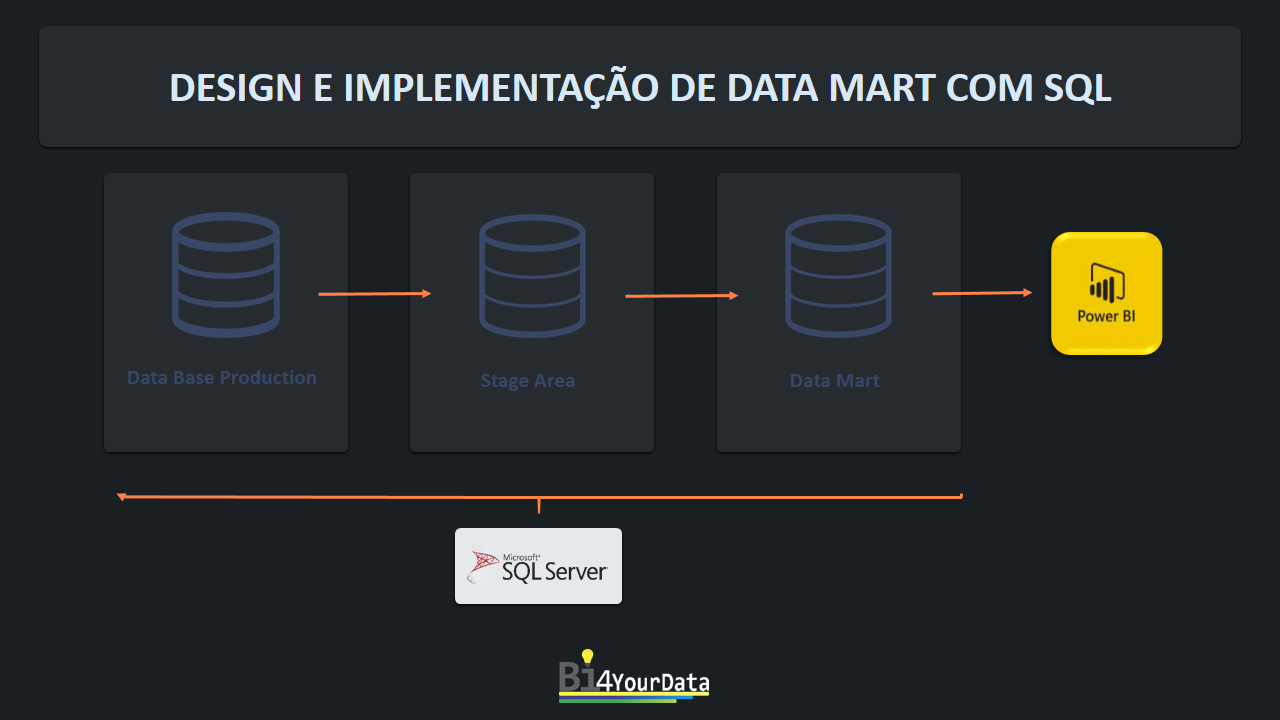 DESIGN E IMPLEMENTAÇÃO DE DATA MART COM SQL
Data Base Production
Stage Area
Data Mart
Power BI
Microsoft®
SQL Server
Bi4YourData